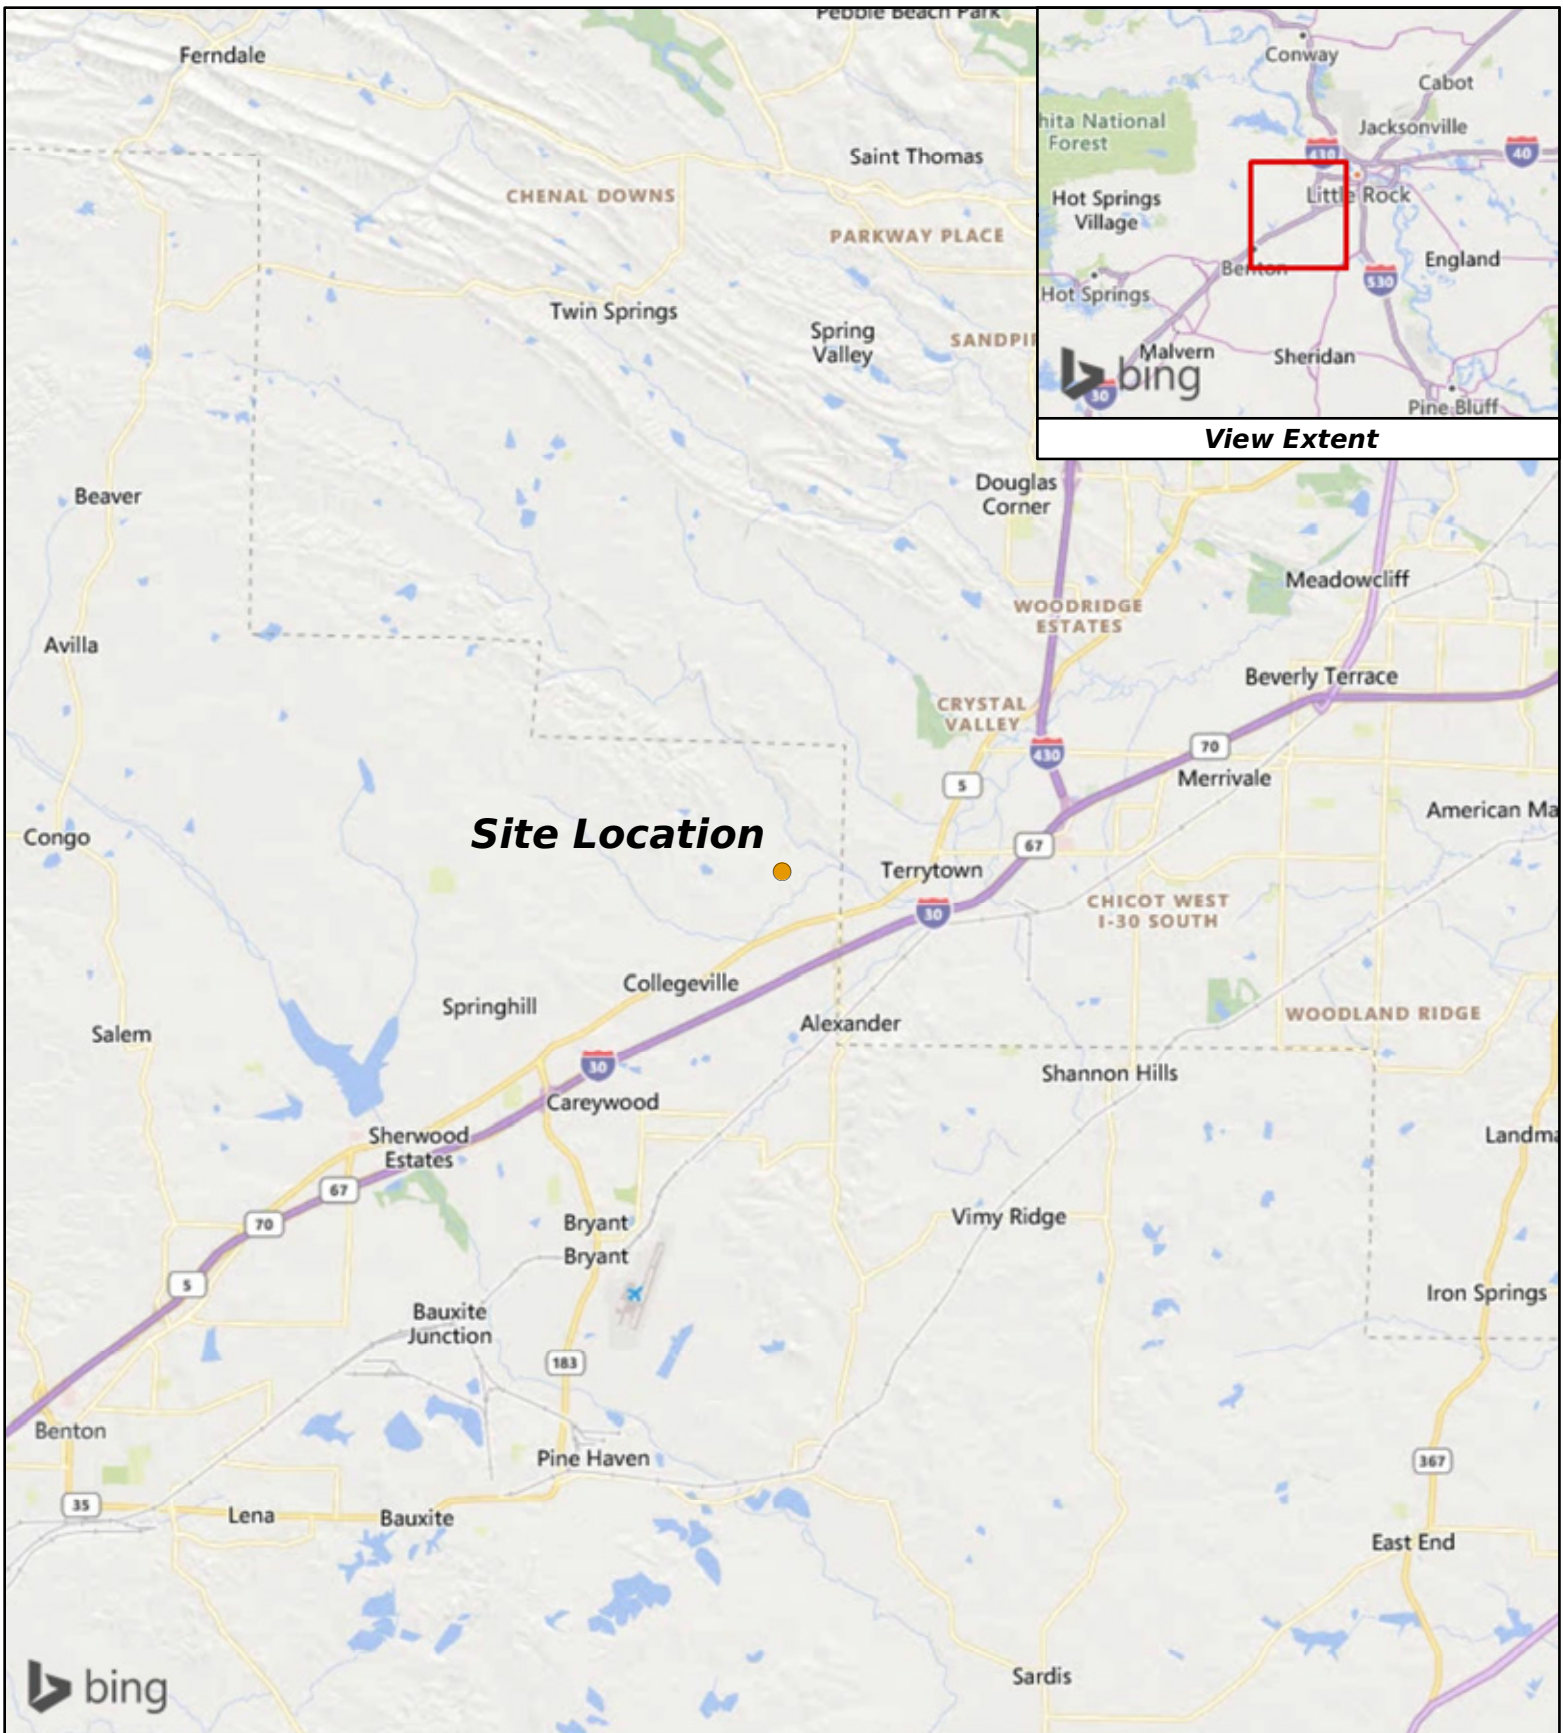 Pebble Beach Park
Ferndale
Saint Thomas
CHENAL DOWNS
PARKWAY PLACE
Twin Springs
Spring
Valley
SANDPI
Conway
Cabot
hita National
Forest
Jacksonville
430
40
Hot Springs
Village
Little Rock
England
Benton
530
Hot Springs
Malvern
Sheridan
bing
30
Pine Bluff
View Extent
Beaver
Douglas
Corner
Meadowcliff
WOODRIDGE
ESTATES
Avilla
Beverly Terrace
CRYSTAL
VALLEY
430
70
5
Merrivale
American Ma
Site Location
Congo
67
Terrytown
30
CHICOT WEST
I-30 SOUTH
Collegeville
Springhill
WOODLAND RIDGE
Alexander
Salem
30
Shannon Hills
Careywood
Sherwood
Estates
Landma
67
70
Bryant
Vimy Ridge
Bryant
5
Iron Springs
Bauxite
Junction
183
Benton
Pine Haven
367
35
Lena
Bauxite
East End
Sardis
bing